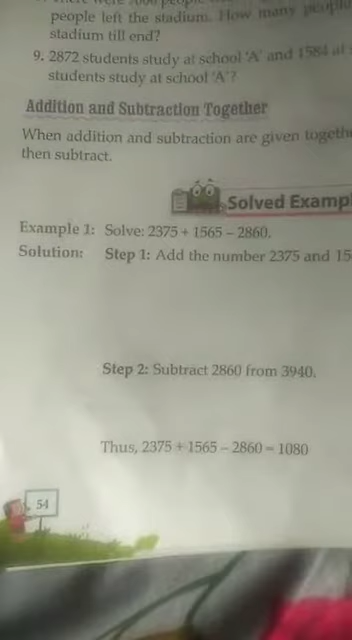 people left the stadium. How many people
stadium till end?
9. 2872 students study at school 'A' and 1584 at
students study at school 'A'?
Addition and Subtraction Together
When addition and subtraction are given togethe
then subtract.
Solved Exampl
Example 1: Solve: 2375 + 1565 – 2860.
Solution: Step 1: Add the number 2375 and 15
Step 2: Subtract 2860 from 3940.
Thus, 2375 + 1565 – 2860 = 1080
54